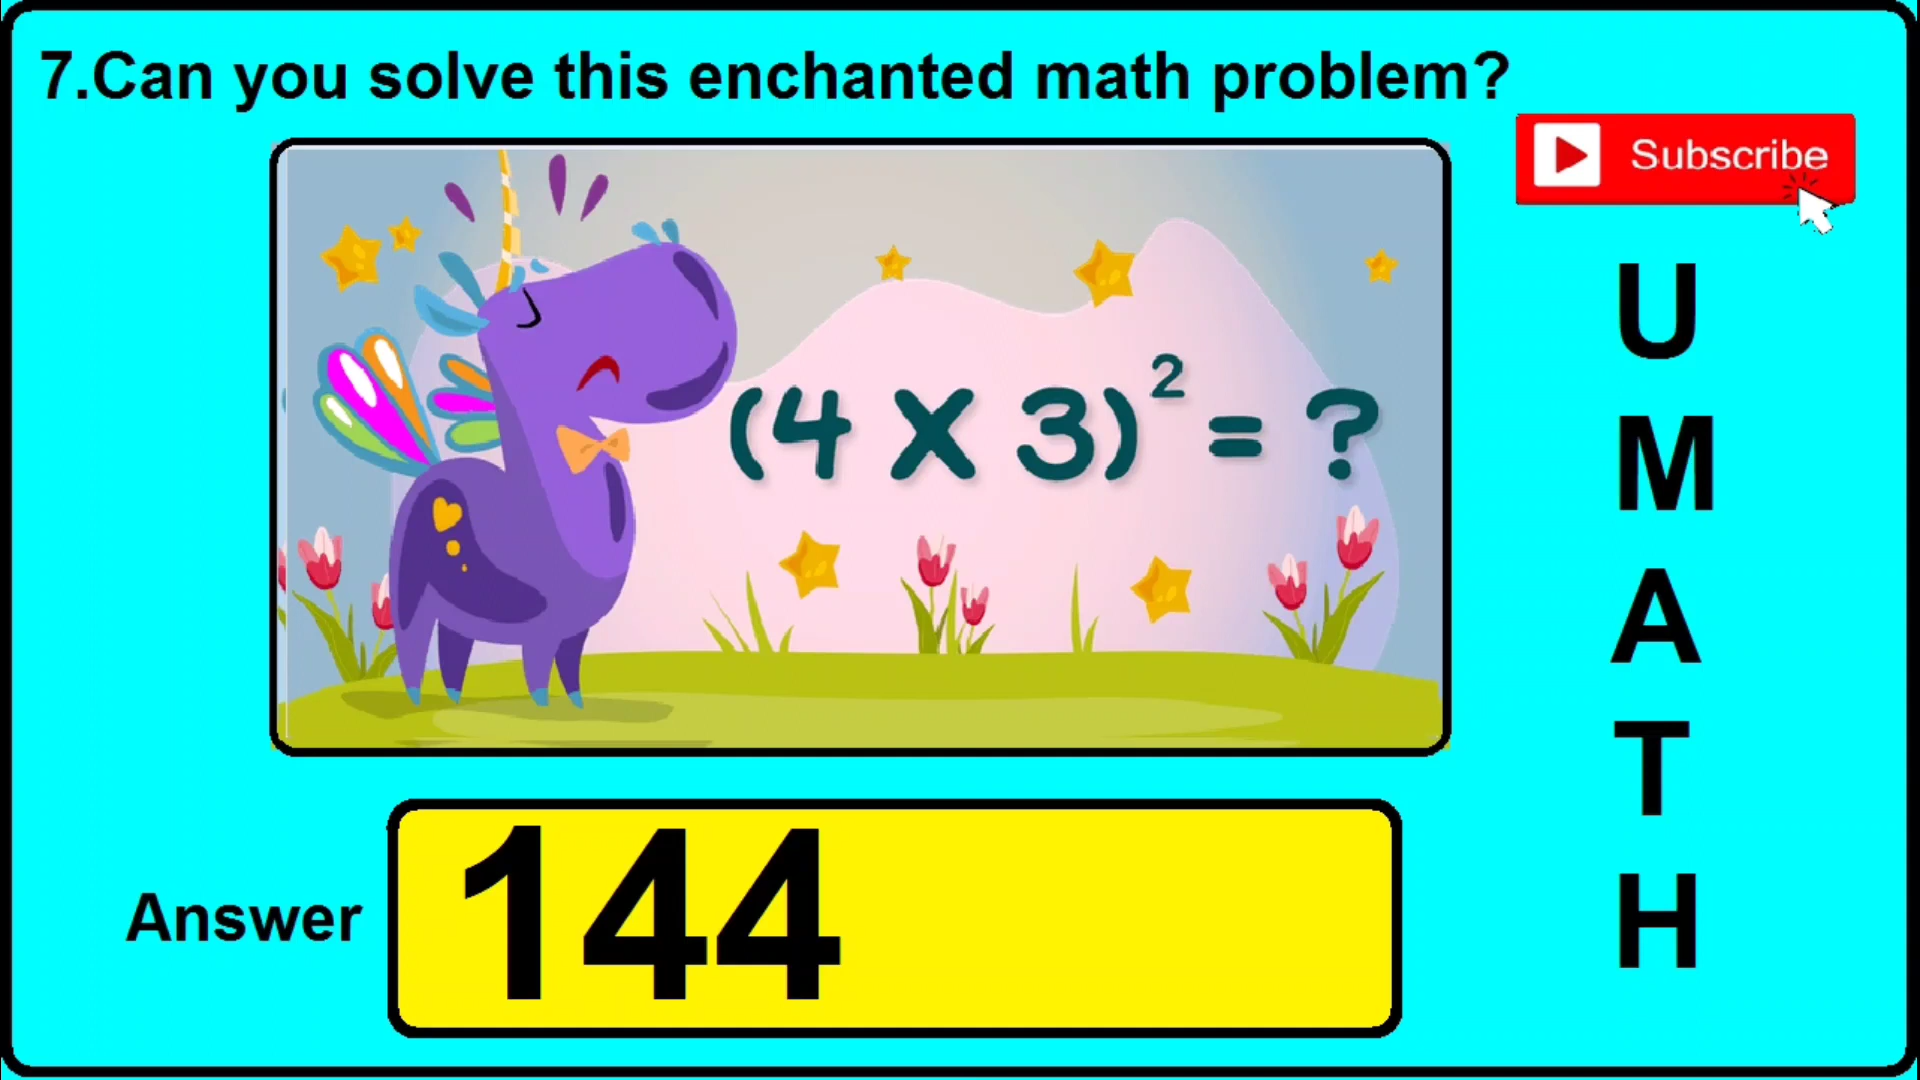 7.Can you solve this enchanted math problem?
Subscribe
(4 X 3)² = ?
Answer
144
U
M
A
T
H